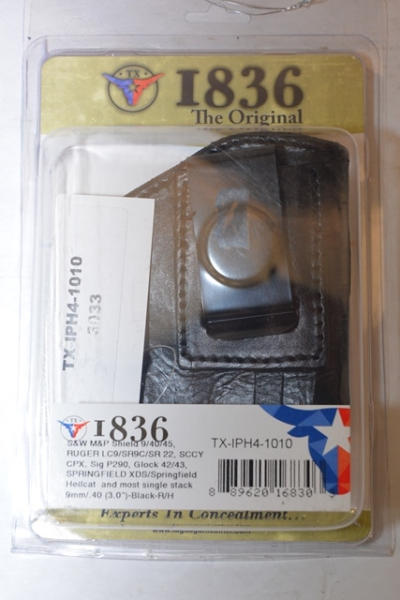 TX
1836
The Original
TX-IPH4-1010
1836
S&W M&P Shield 9/40/45,
RUGER LC9/SR9C/SR 22, SCCY
CPX, Sig P290, Glock 42/43,
SPRINGFIELD XDS/Springfield
Hellcat and most single stack
9mm/.40 (3.0")-Black-R/H
TX-IPH4-1010
8 89620 16830
Experts In Concealment...